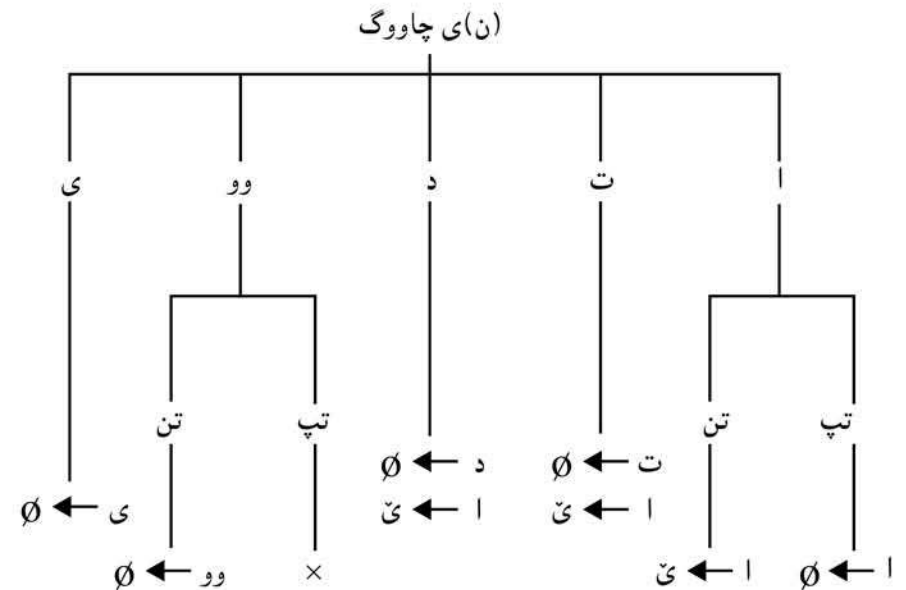 (ن)ی چاووگ
ا ت د وو ی
تپ تن تپ تن
ت ← Ø د ← Ø
ا ← ێ ا ← ێ ی ← Ø
ا ← Ø ا ← ێ × وو ← Ø